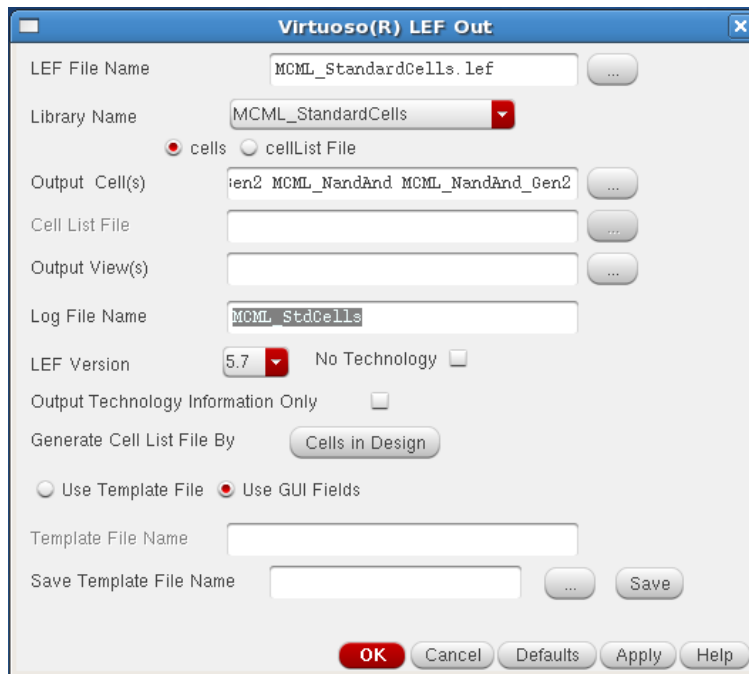 Virtuoso(R) LEF Out
LEF File Name MCML_StandardCells.lef ...
Library Name MCML_StandardCells
cells cellList File
Output Cell(s) Gen2 MCML_NandAnd MCML_NandAnd_Gen2 ...
Cell List File ...
Output View(s) ...
Log File Name MCML_StdCells
LEF Version 5.7 No Technology
Output Technology Information Only
Generate Cell List File By Cells in Design
Use Template File Use GUI Fields
Template File Name
Save Template File Name ... Save
OK Cancel Defaults Apply Help